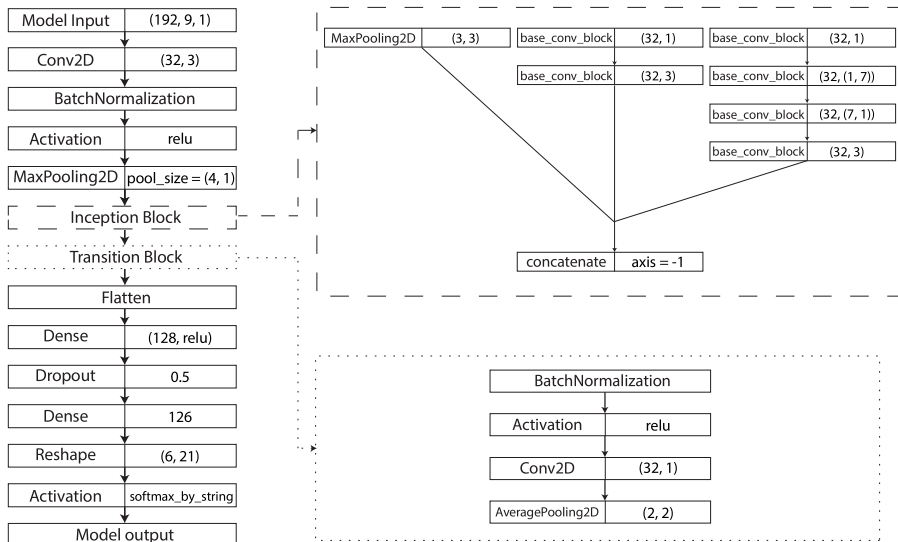 Model Input (192, 9, 1)
Conv2D (32, 3)
BatchNormalization
Activation relu
MaxPooling2D pool_size = (4, 1)
Inception Block
Transition Block
Flatten
Dense (128, relu)
Dropout 0.5
Dense 126
Reshape (6, 21)
Activation softmax_by_string
Model output
MaxPooling2D (3, 3)
base_conv_block (32, 1)
base_conv_block (32, 3)
base_conv_block (32, 1)
base_conv_block (32, (1, 7))
base_conv_block (32, (7, 1))
base_conv_block (32, 3)
concatenate axis = -1
BatchNormalization
Activation relu
Conv2D (32, 1)
AveragePooling2D (2, 2)